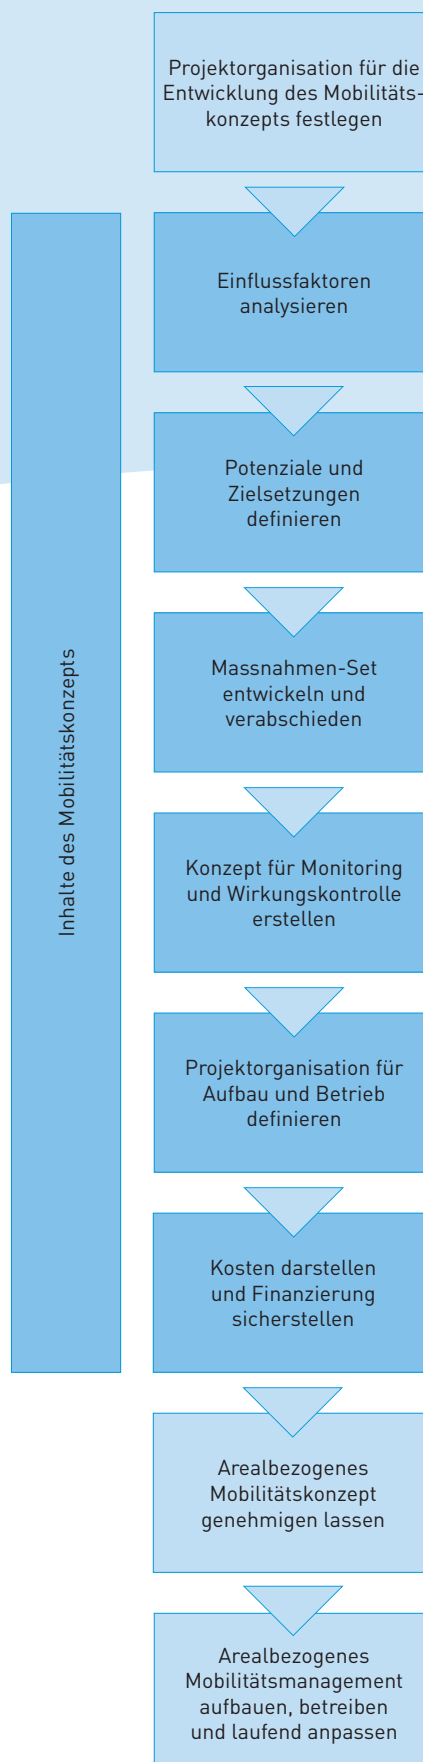 Projektorganisation für die
Entwicklung des Mobilitäts-
konzepts festlegen
Inhalte des Mobilitätskonzepts
Einflussfaktoren
analysieren
Potenziale und
Zielsetzungen
definieren
Massnahmen-Set
entwickeln und
verabschieden
Konzept für Monitoring
und Wirkungskontrolle
erstellen
Projektorganisation für
Aufbau und Betrieb
definieren
Kosten darstellen
und Finanzierung
sicherstellen
Arealbezogenes
Mobilitätskonzept
genehmigen lassen
Arealbezogenes
Mobilitätsmanagement
aufbauen, betreiben
und laufend anpassen